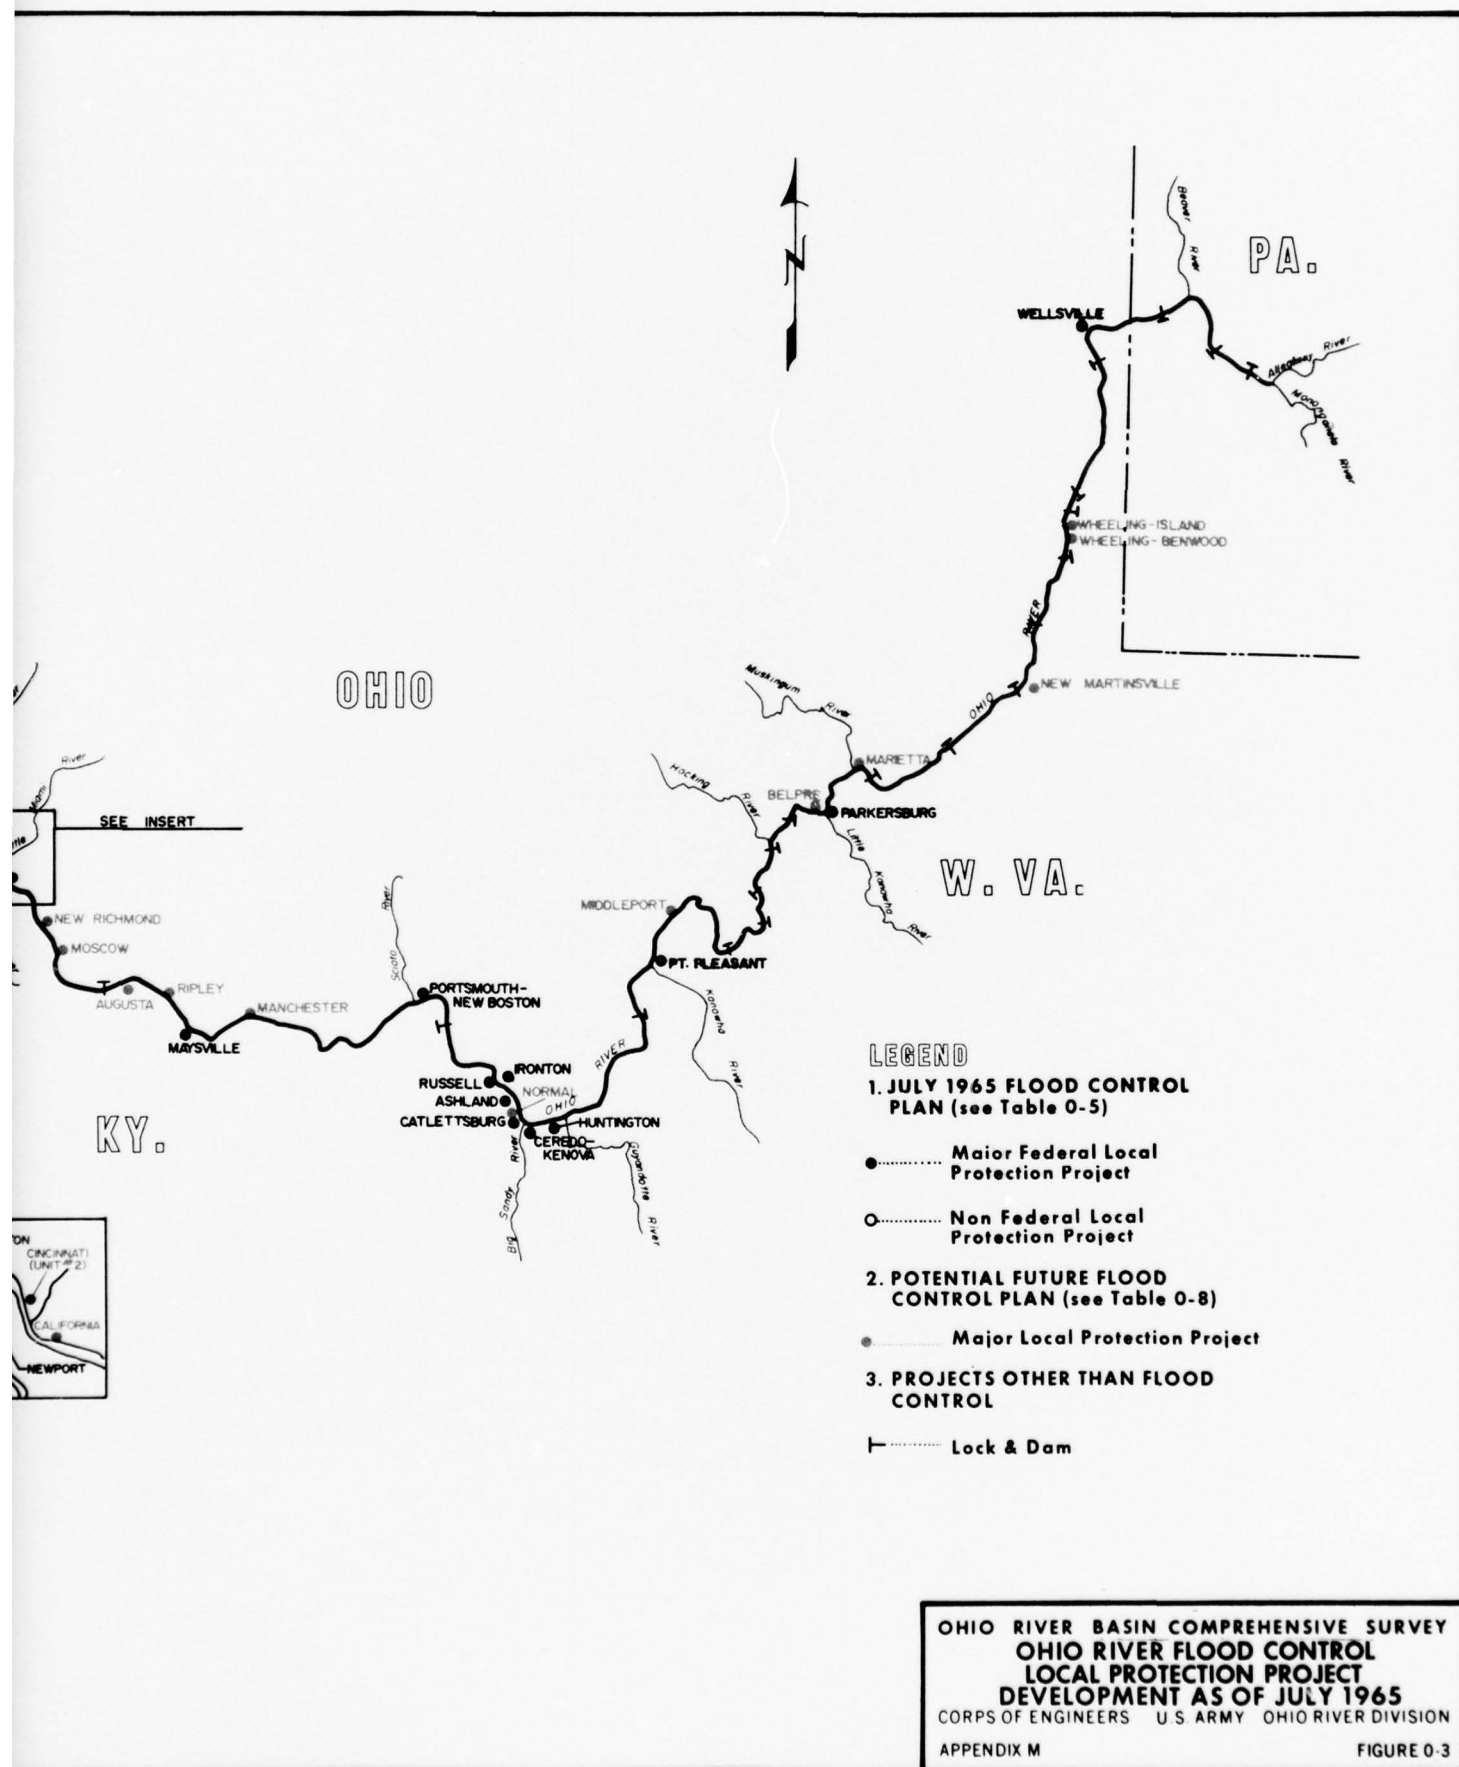 PA.
Beaver
River
WELLSVILLE
Allegheny River
Monongahela River
WHEELING-ISLAND
WHEELING-BENWOOD
RIVER
OHIO
NEW MARTINSVILLE
OHIO
Muskingum
River
MARIETTA
Hocking
River
BELPRE
PARKERSBURG
Little
Kanawha
River
W. VA.
River
Miami
SEE INSERT
NEW RICHMOND
MOSCOW
AUGUSTA
RIPLEY
MANCHESTER
MAYSVILLE
River
Scioto
PORTSMOUTH-
NEW BOSTON
MIDDLEPORT
PT. PLEASANT
Kanawha
River
RIVER
OHIO
IRONTON
RUSSELL
NORMAL
ASHLAND
CATLETTSBURG
HUNTINGTON
CEREDO-
KENOVA
Big Sandy River
Guyandotte River
KY.
ON
CINCINNATI
(UNIT #2)
CALIFORNIA
NEWPORT
LEGEND
1. JULY 1965 FLOOD CONTROL
PLAN (see Table O-5)
Maior Federal Local
Protection Project
Non Federal Local
Protection Project
2. POTENTIAL FUTURE FLOOD
CONTROL PLAN (see Table O-8)
Major Local Protection Project
3. PROJECTS OTHER THAN FLOOD
CONTROL
Lock & Dam
OHIO RIVER BASIN COMPREHENSIVE SURVEY
OHIO RIVER FLOOD CONTROL
LOCAL PROTECTION PROJECT
DEVELOPMENT AS OF JULY 1965
CORPS OF ENGINEERS U.S. ARMY OHIO RIVER DIVISION
APPENDIX M FIGURE O-3